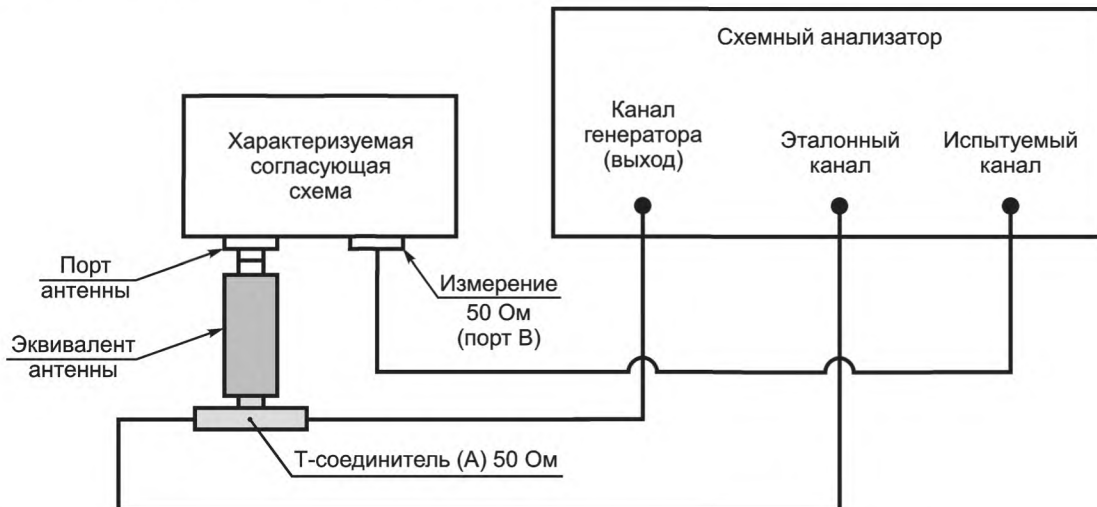 Схемный анализатор
Канал
генератора
(выход)
Эталонный
канал
Испытуемый
канал
Характеризуемая
согласующая
схема
Порт
антенны
Измерение
50 Ом
(порт В)
Эквивалент
антенны
Т-соединитель (А) 50 Ом